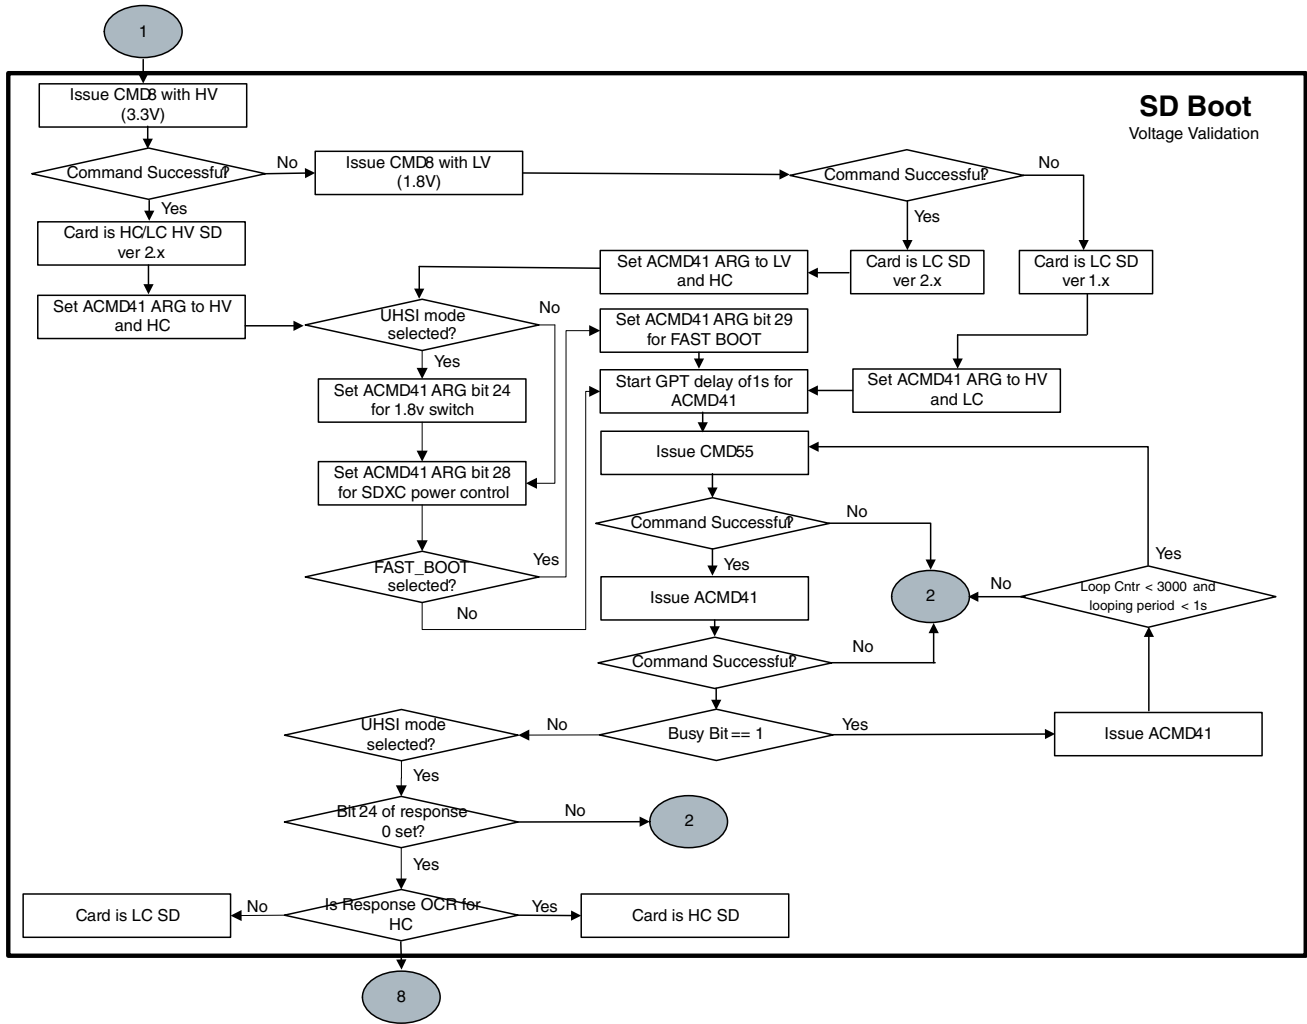 1
SD Boot
Voltage Validation
Issue CMD8 with HV
(3.3V)
Command Successful?
No
Issue CMD8 with LV
(1.8V)
Command Successful?
No
Yes
Card is HC/LC HV SD
ver 2.x
Yes
Card is LC SD
ver 2.x
Card is LC SD
ver 1.x
Set ACMD41 ARG to LV
and HC
Set ACMD41 ARG to HV
and HC
UHSI mode
selected?
No
Set ACMD41 ARG bit 29
for FAST BOOT
Yes
Set ACMD41 ARG bit 24
for 1.8v switch
Start GPT delay of1s for
ACMD41
Set ACMD41 ARG to HV
and LC
Issue CMD55
Set ACMD41 ARG bit 28
for SDXC power control
Command Successful?
No
FAST_BOOT
selected?
Yes
No
Yes
Issue ACMD41
2
No
Loop Cntr < 3000 and
looping period < 1s
Yes
Command Successful?
No
UHSI mode
selected?
No
Busy Bit == 1
Yes
Issue ACMD41
Yes
Bit 24 of response
0 set?
No
2
Yes
Card is LC SD
No
Is Response OCR for
HC
Yes
Card is HC SD
8